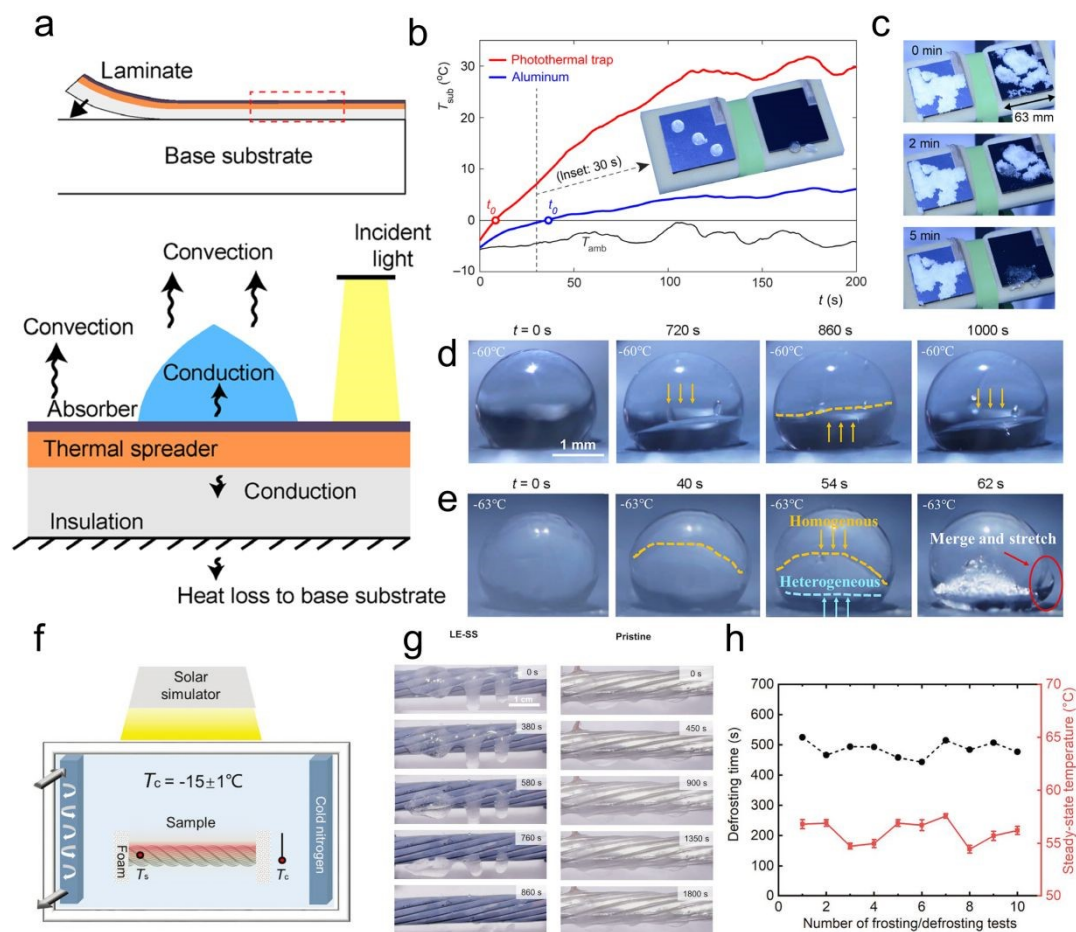 a
Laminate
Base substrate
Convection
Incident
light
Convection
Conduction
Absorber
Thermal spreader
Conduction
Insulation
Heat loss to base substrate
b
Photothermal trap
Aluminum
T_sub (°C)
30
20
10
0
−10
(Inset: 30 s)
t₀
t₀
T_amb
0
50
100
150
200
t (s)
c
0 min
63 mm
2 min
5 min
d
t = 0 s
720 s
860 s
1000 s
-60℃
-60℃
-60℃
-60℃
1 mm
e
t = 0 s
40 s
54 s
62 s
-63℃
-63℃
-63℃
-63℃
Homogenous
Heterogeneous
Merge and stretch
f
Solar
simulator
T_c = -15±1℃
Sample
Foam
T_s
T_c
Cold nitrogen
g
LE-SS
Pristine
0 s
0 s
1 cm
380 s
450 s
580 s
900 s
760 s
1350 s
860 s
1800 s
h
Defrosting time (s)
700
600
500
400
300
200
100
0
Steady-state temperature (°C)
70
65
60
55
50
0
2
4
6
8
10
Number of frosting/defrosting tests